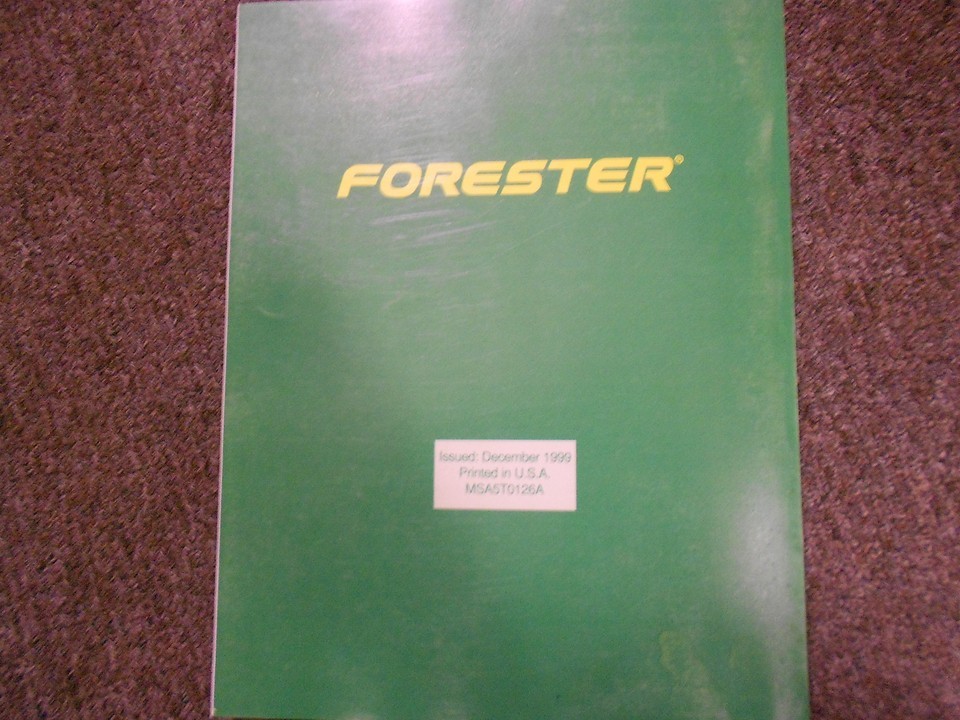 FORESTER®
Issued: December 1999
Printed in U.S.A.
MSA5T0126A